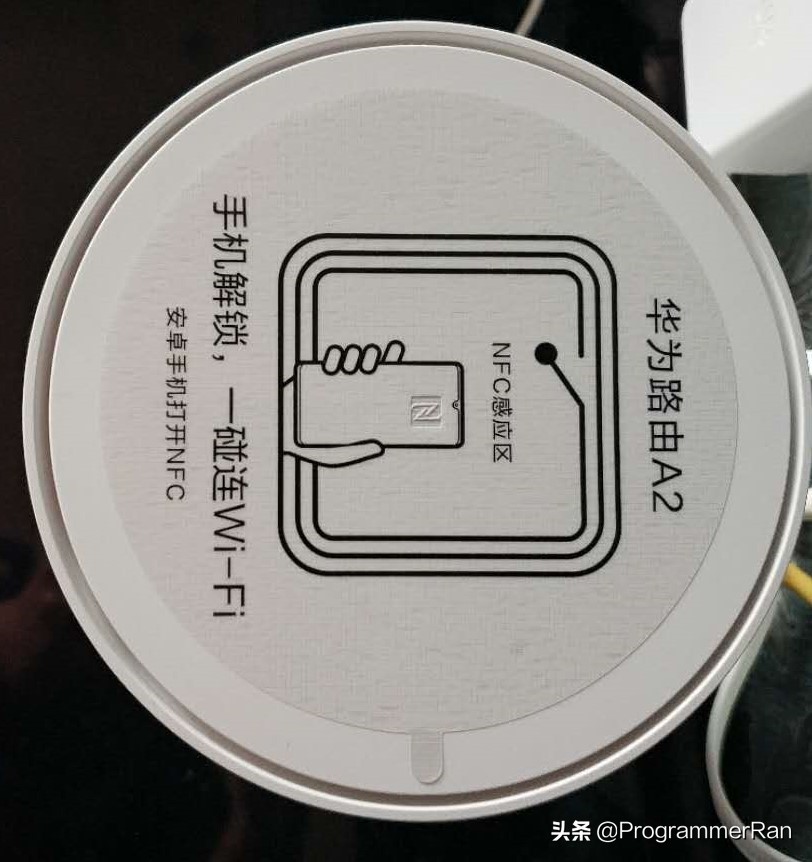 华为路由A2
NFC感应区
手机解锁，一碰连Wi-Fi
安卓手机打开NFC
头条 @ProgrammerRan